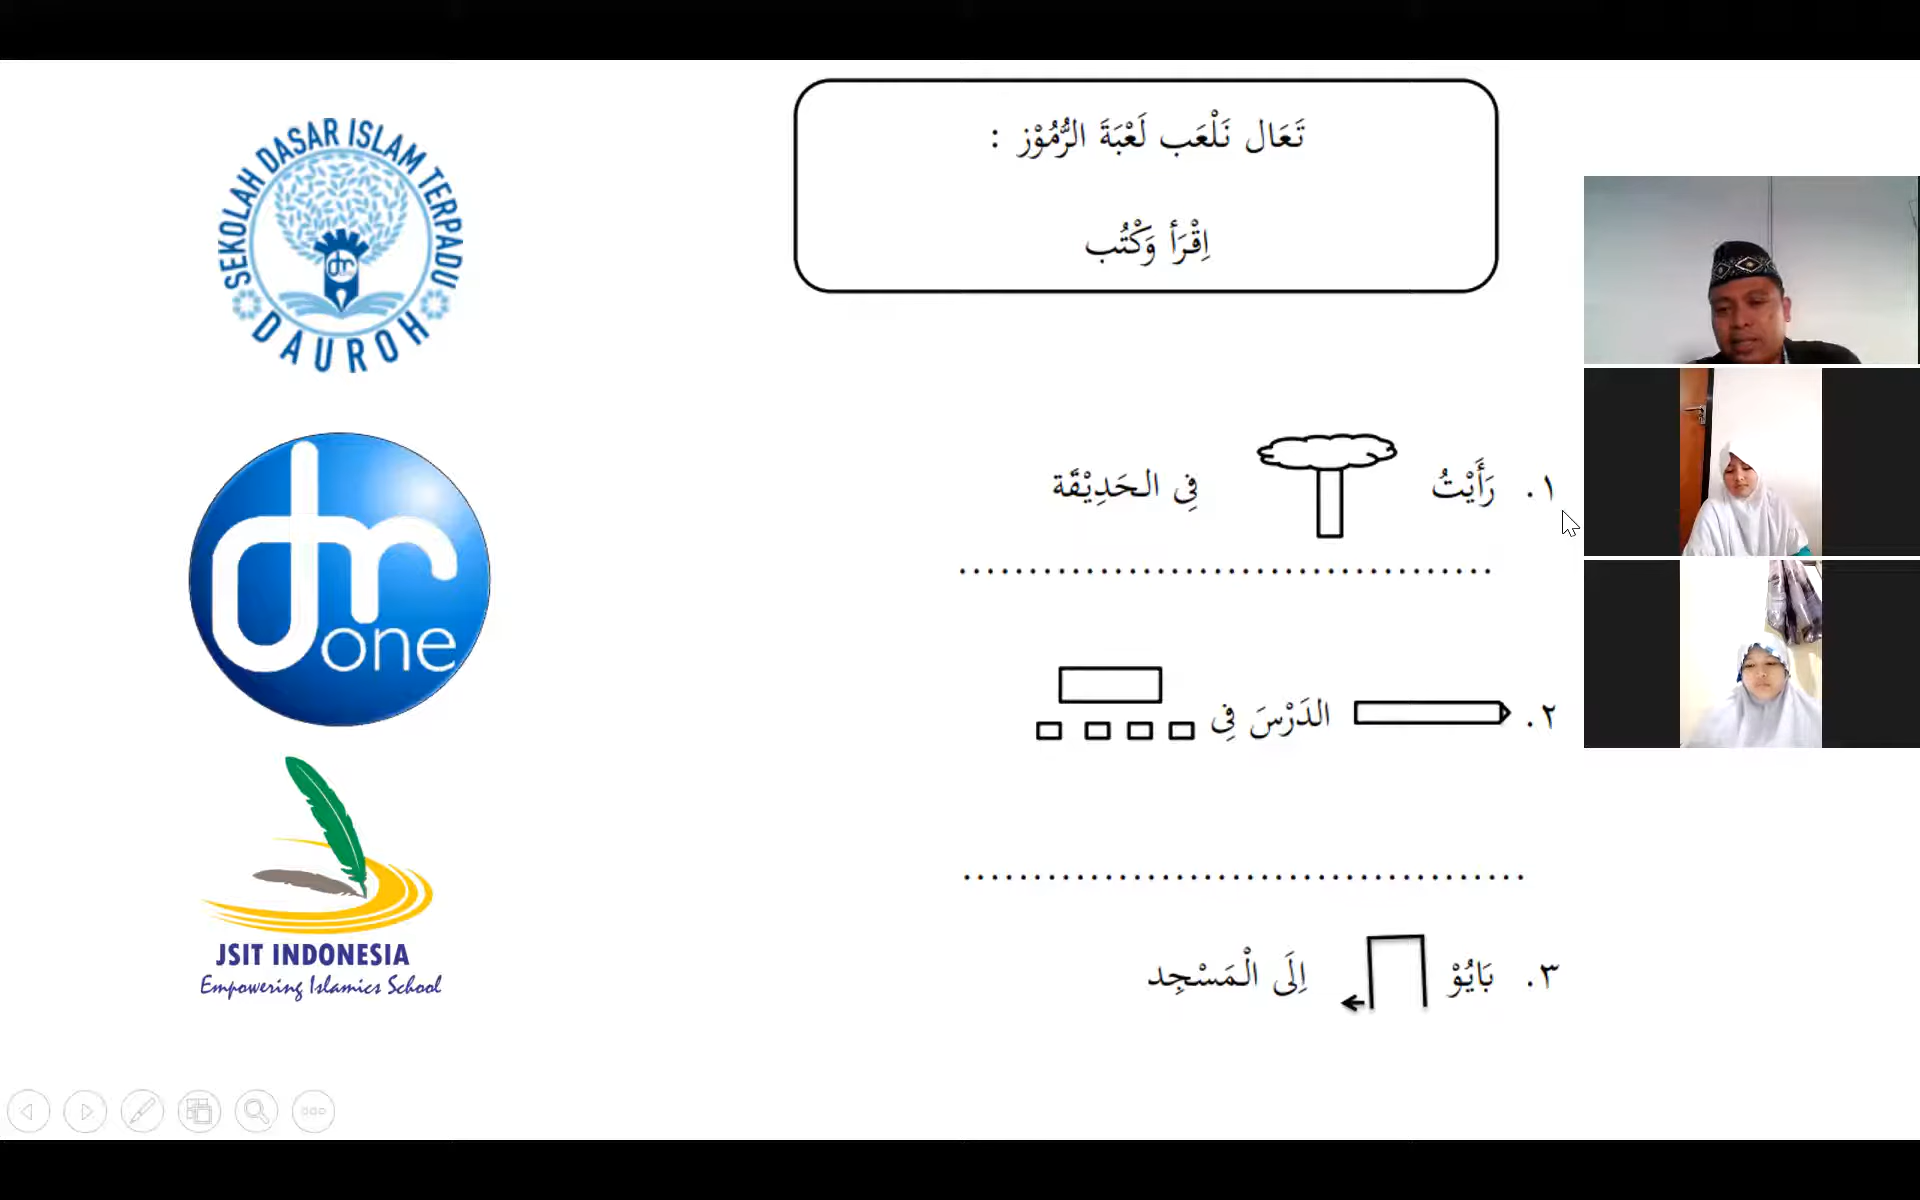 تَعَال نَلْعَب لَعْبَةَ الرُّمُوْز :
اِقْرَأ وَكْتُب
١. رَأَيْتُ فِى الحَدِيْقَة
......................................
٢. الدَرْسَ فِى
........................................
٣. بَايُوْ اِلَى الْمَسْجِد
SEKOLAH DASAR ISLAM TERPADU
DAUROH
dr
dr one
JSIT INDONESIA
Empowering Islamics School